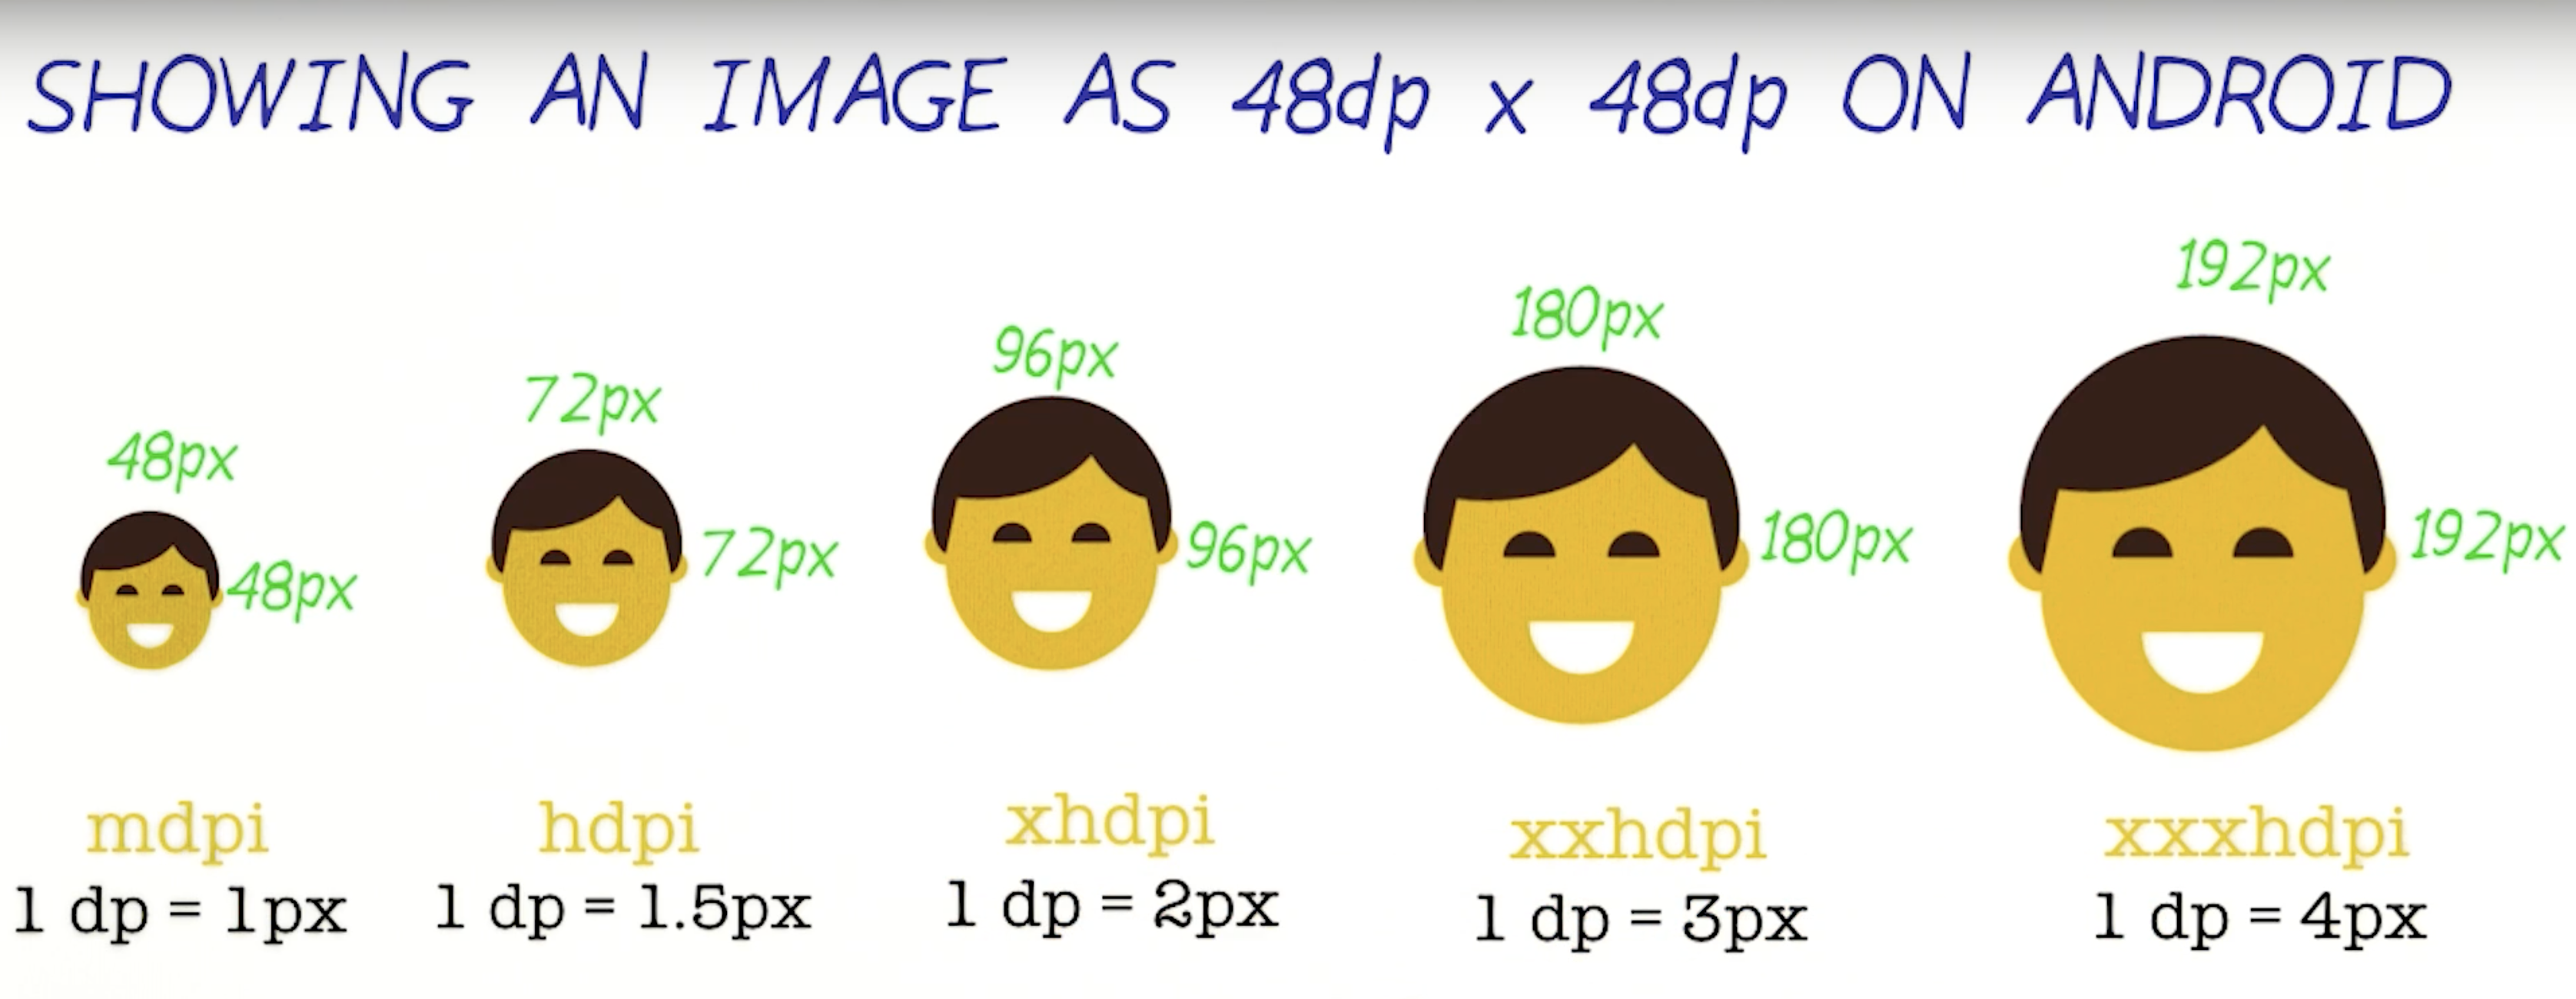 SHOWING AN IMAGE AS 48dp x 48dp ON ANDROID
48px
48px
mdpi
1 dp = 1px
72px
72px
hdpi
1 dp = 1.5px
96px
96px
xhdpi
1 dp = 2px
180px
180px
xxhdpi
1 dp = 3px
192px
192px
xxxhdpi
1 dp = 4px